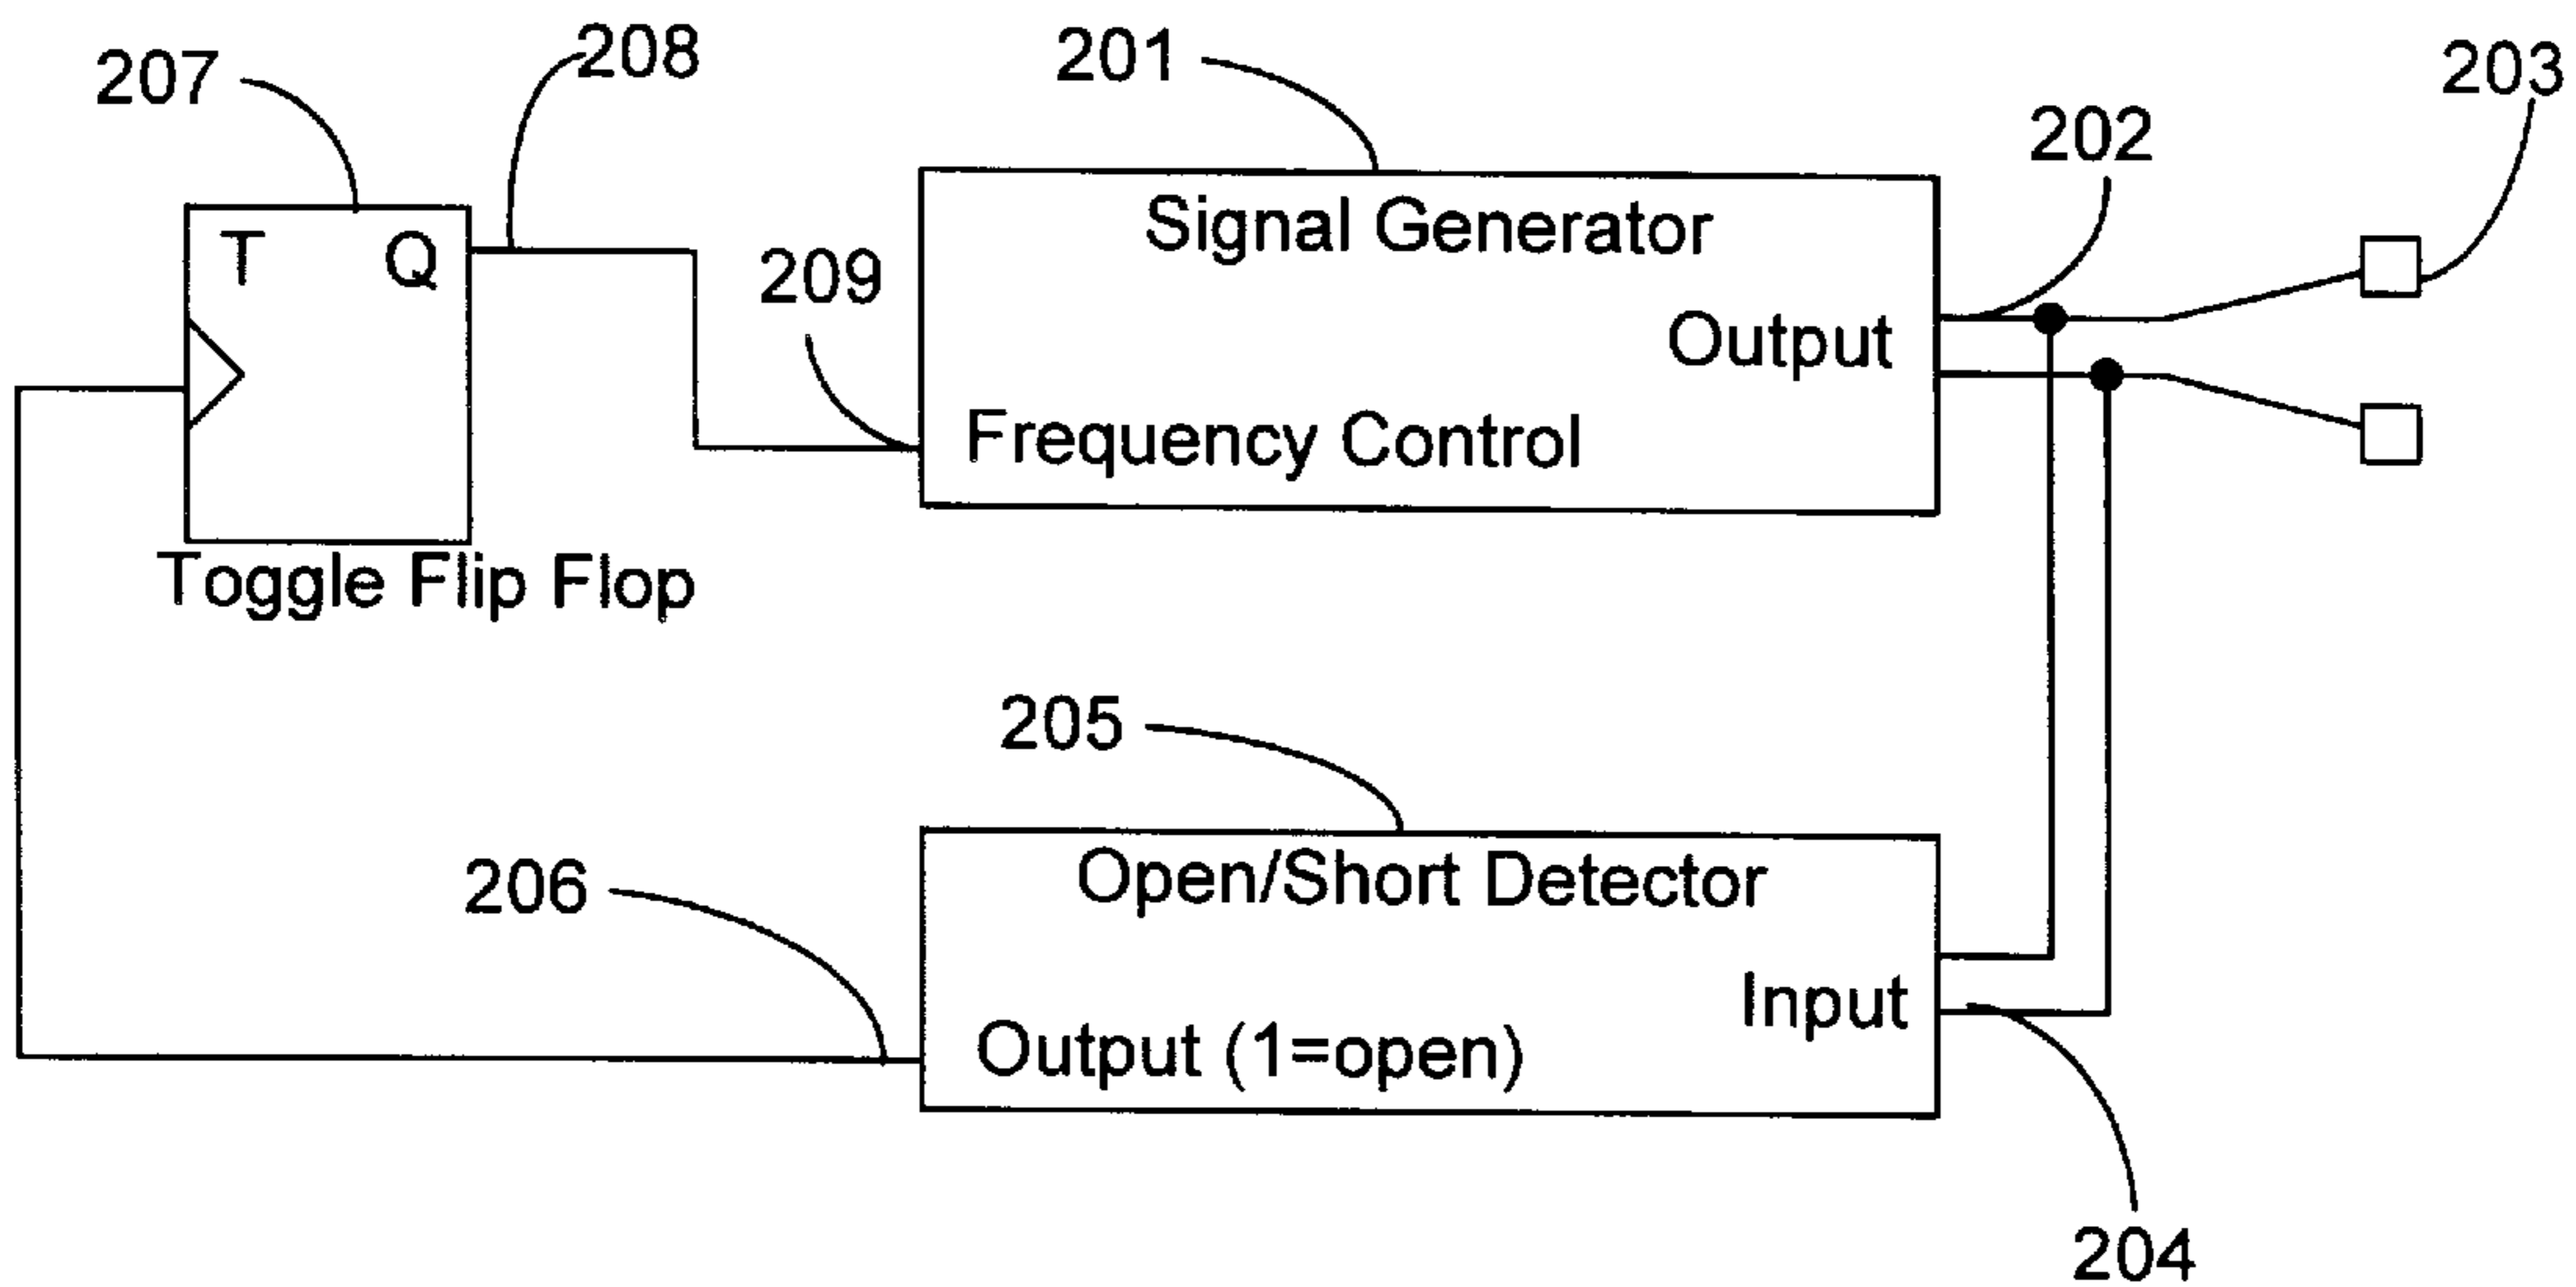 208
201
203
207
202
T Q
Signal Generator
209
Output
Frequency Control
Toggle Flip Flop
205
Open/Short Detector
206
Input
Output (1=open)
204